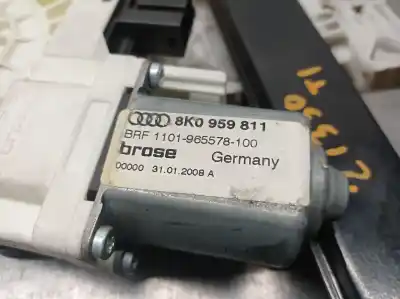 8K0 959 811
BRF 1101-965578-100
brose Germany
00000 31.01.2008 A